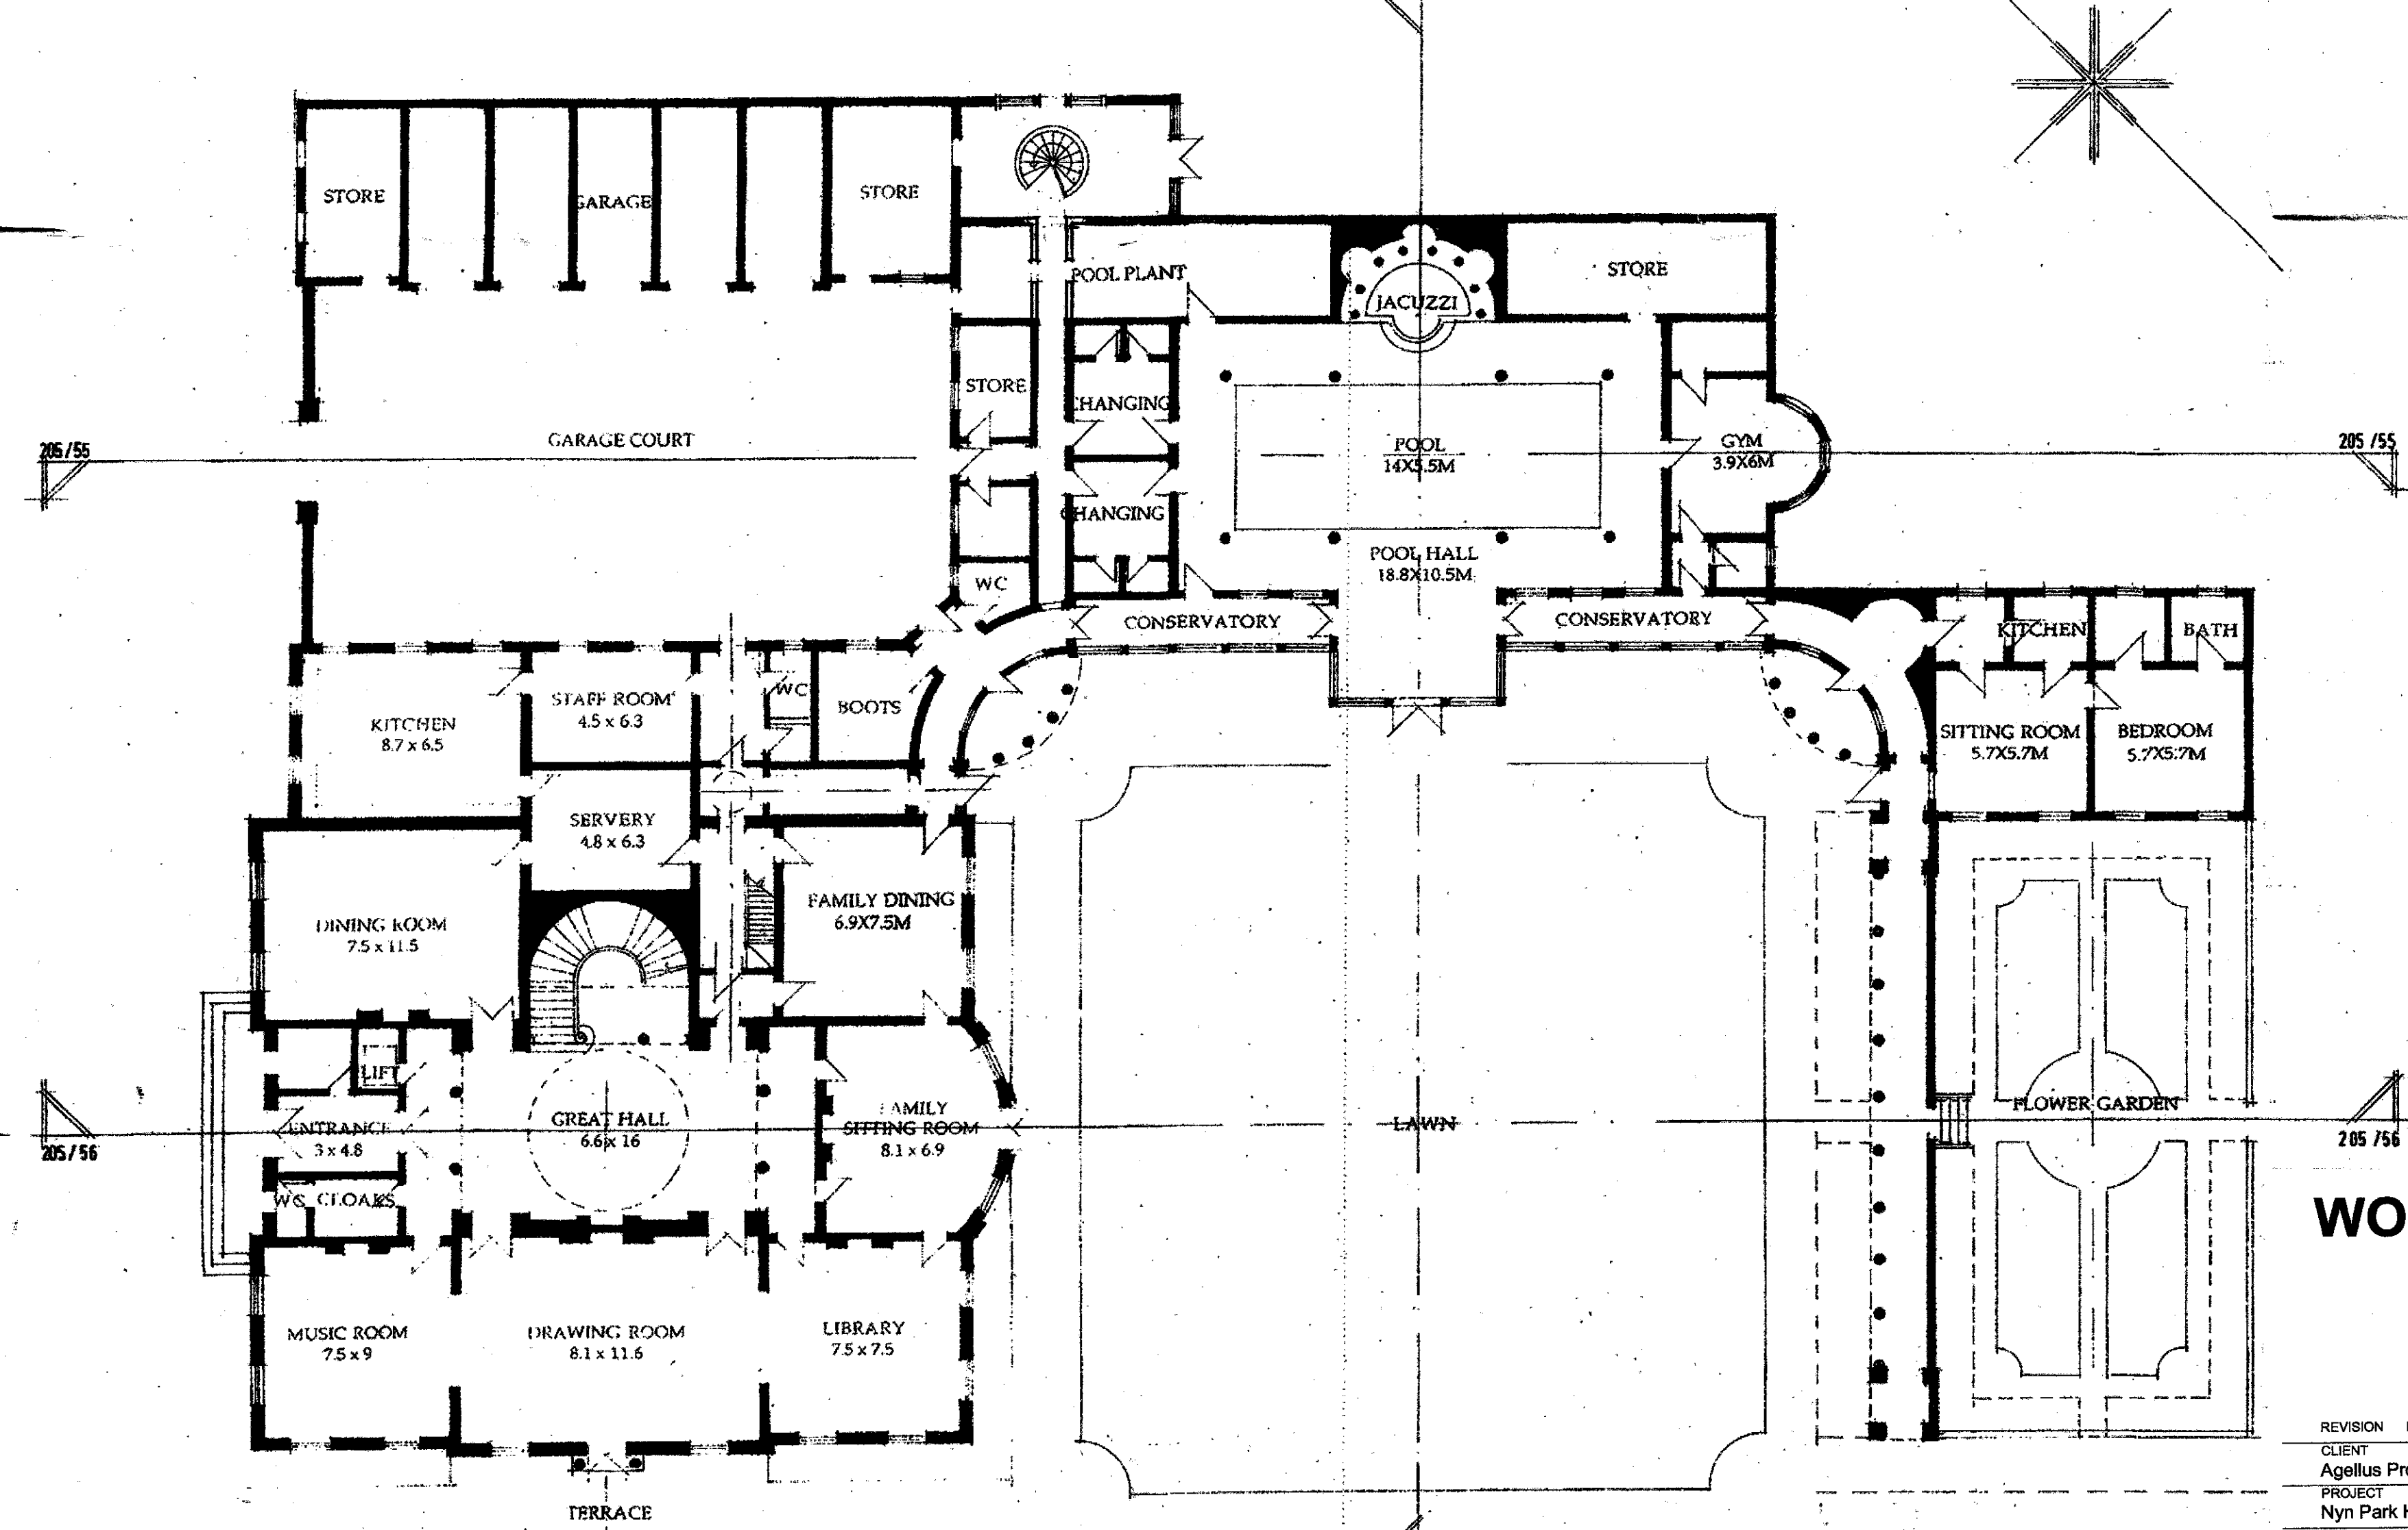 STORE
GARAGE
STORE
POOL PLANT
JACUZZI
STORE
STORE
CHANGING
GARAGE COURT
POOL
14X5.5M
GYM
3.9X6M
205/55
205/55
CHANGING
POOL HALL
18.8X10.5M
WC
CONSERVATORY
CONSERVATORY
KITCHEN
BATH
KITCHEN
8.7 x 6.5
STAFF ROOM
4.5 x 6.3
WC
BOOTS
SITTING ROOM
5.7X5.7M
BEDROOM
5.7X5.7M
SERVERY
4.8 x 6.3
DINING ROOM
7.5 x 11.5
FAMILY DINING
6.9X7.5M
LIFT
ENTRANCE
3 x 4.8
GREAT HALL
6.6 x 16
FAMILY
SITTING ROOM
8.1 x 6.9
LAWN
FLOWER GARDEN
205/56
205/56
WC CLOAKS
WO
MUSIC ROOM
7.5 x 9
DRAWING ROOM
8.1 x 11.6
LIBRARY
7.5 x 7.5
TERRACE
REVISION
CLIENT
Agellus Pro
PROJECT
Nyn Park H